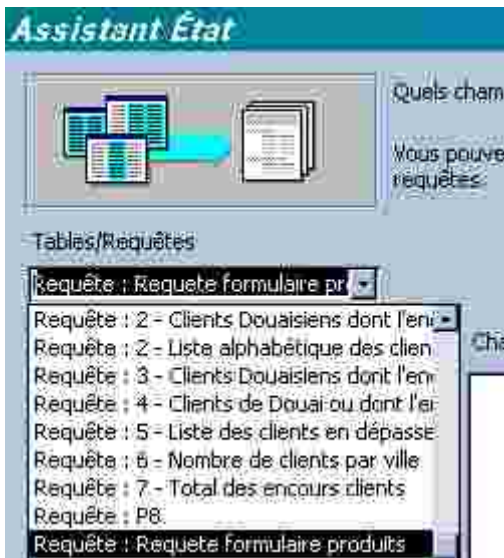 Assistant État
Quels cham
Vous pouve
requêtes.
Tables/Requêtes
Requête : Requete formulaire pr
Requête : 2 - Clients Douaisiens dont l'en
Requête : 2 - Liste alphabétique des clien
Requête : 3 - Clients Douaisiens dont l'en
Requête : 4 - Clients de Douai ou dont l'e
Requête : 5 - Liste des clients en dépasse
Requête : 6 - Nombre de clients par ville
Requête : 7 - Total des encours clients
Requête : P8
Requête : Requete formulaire produits
Cha